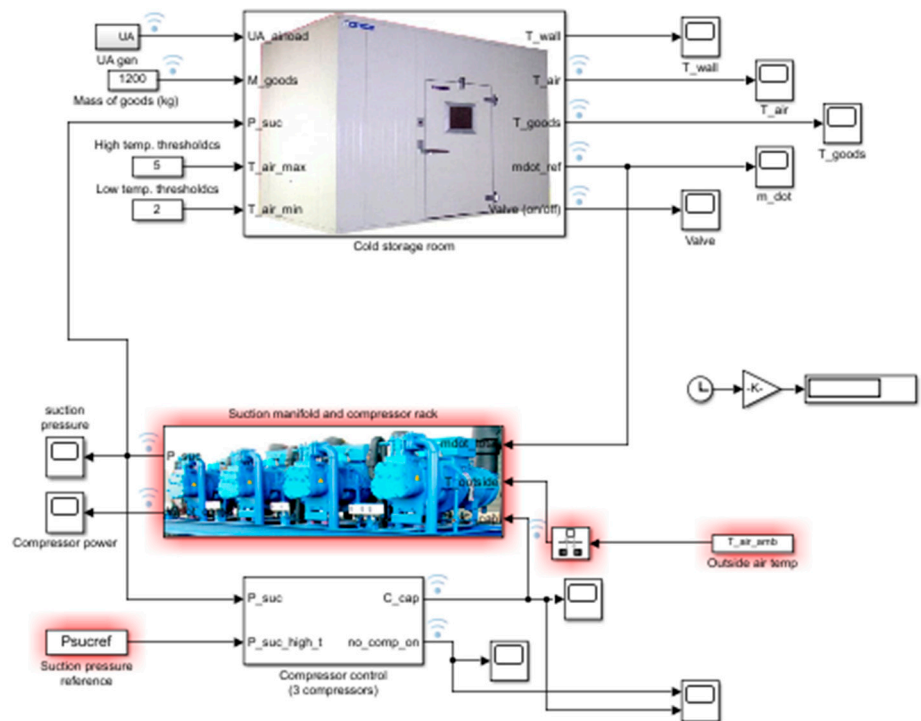 UA
UA_airload
T_wall
UA gen
T_wall
1200
M_goods
T_air
Mass of goods (kg)
T_air
P_suc
T_goods
High temp. thresholdcs
T_goods
5
T_air_max
mdot_ref
Low temp. thresholdcs
m_dot
2
T_air_min
Valve (on/off)
Valve
Cold storage room
-K-
suction
pressure
Suction manifold and compressor rack
P_suc
T_outside
Compressor power
T_air_amb
Outside air temp
P_suc
C_cap
Psucref
P_suc_high_t
no_comp_on
Suction pressure
reference
Compressor control
(3 compressors)